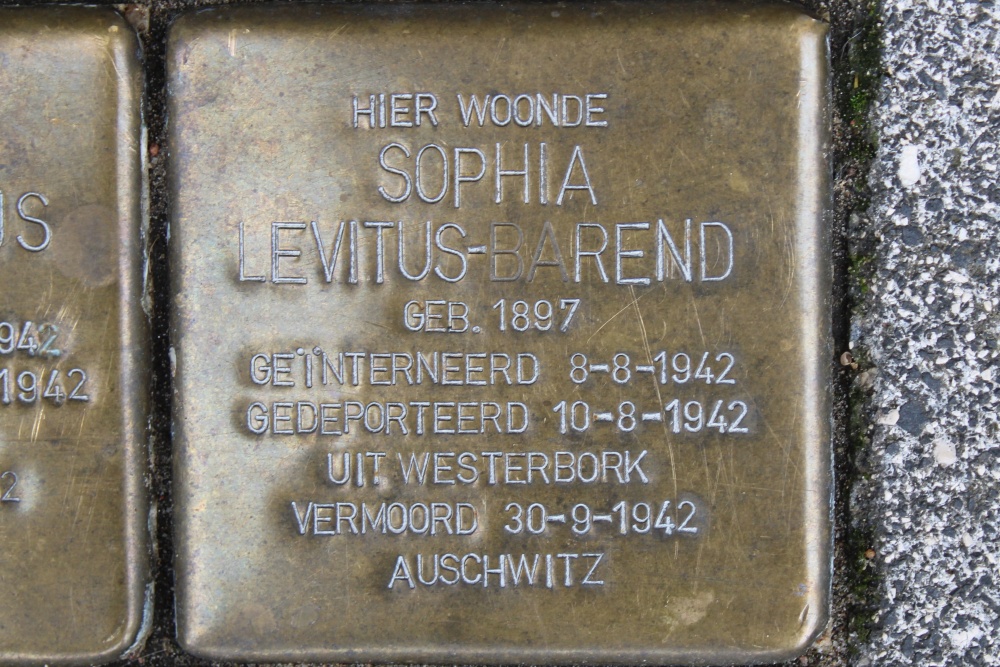 HIER WOONDE
SOPHIA
LEVITUS-BAREND
GEB. 1897
GEÏNTERNEERD 8-8-1942
GEDEPORTEERD 10-8-1942
UIT WESTERBORK
VERMOORD 30-9-1942
AUSCHWITZ